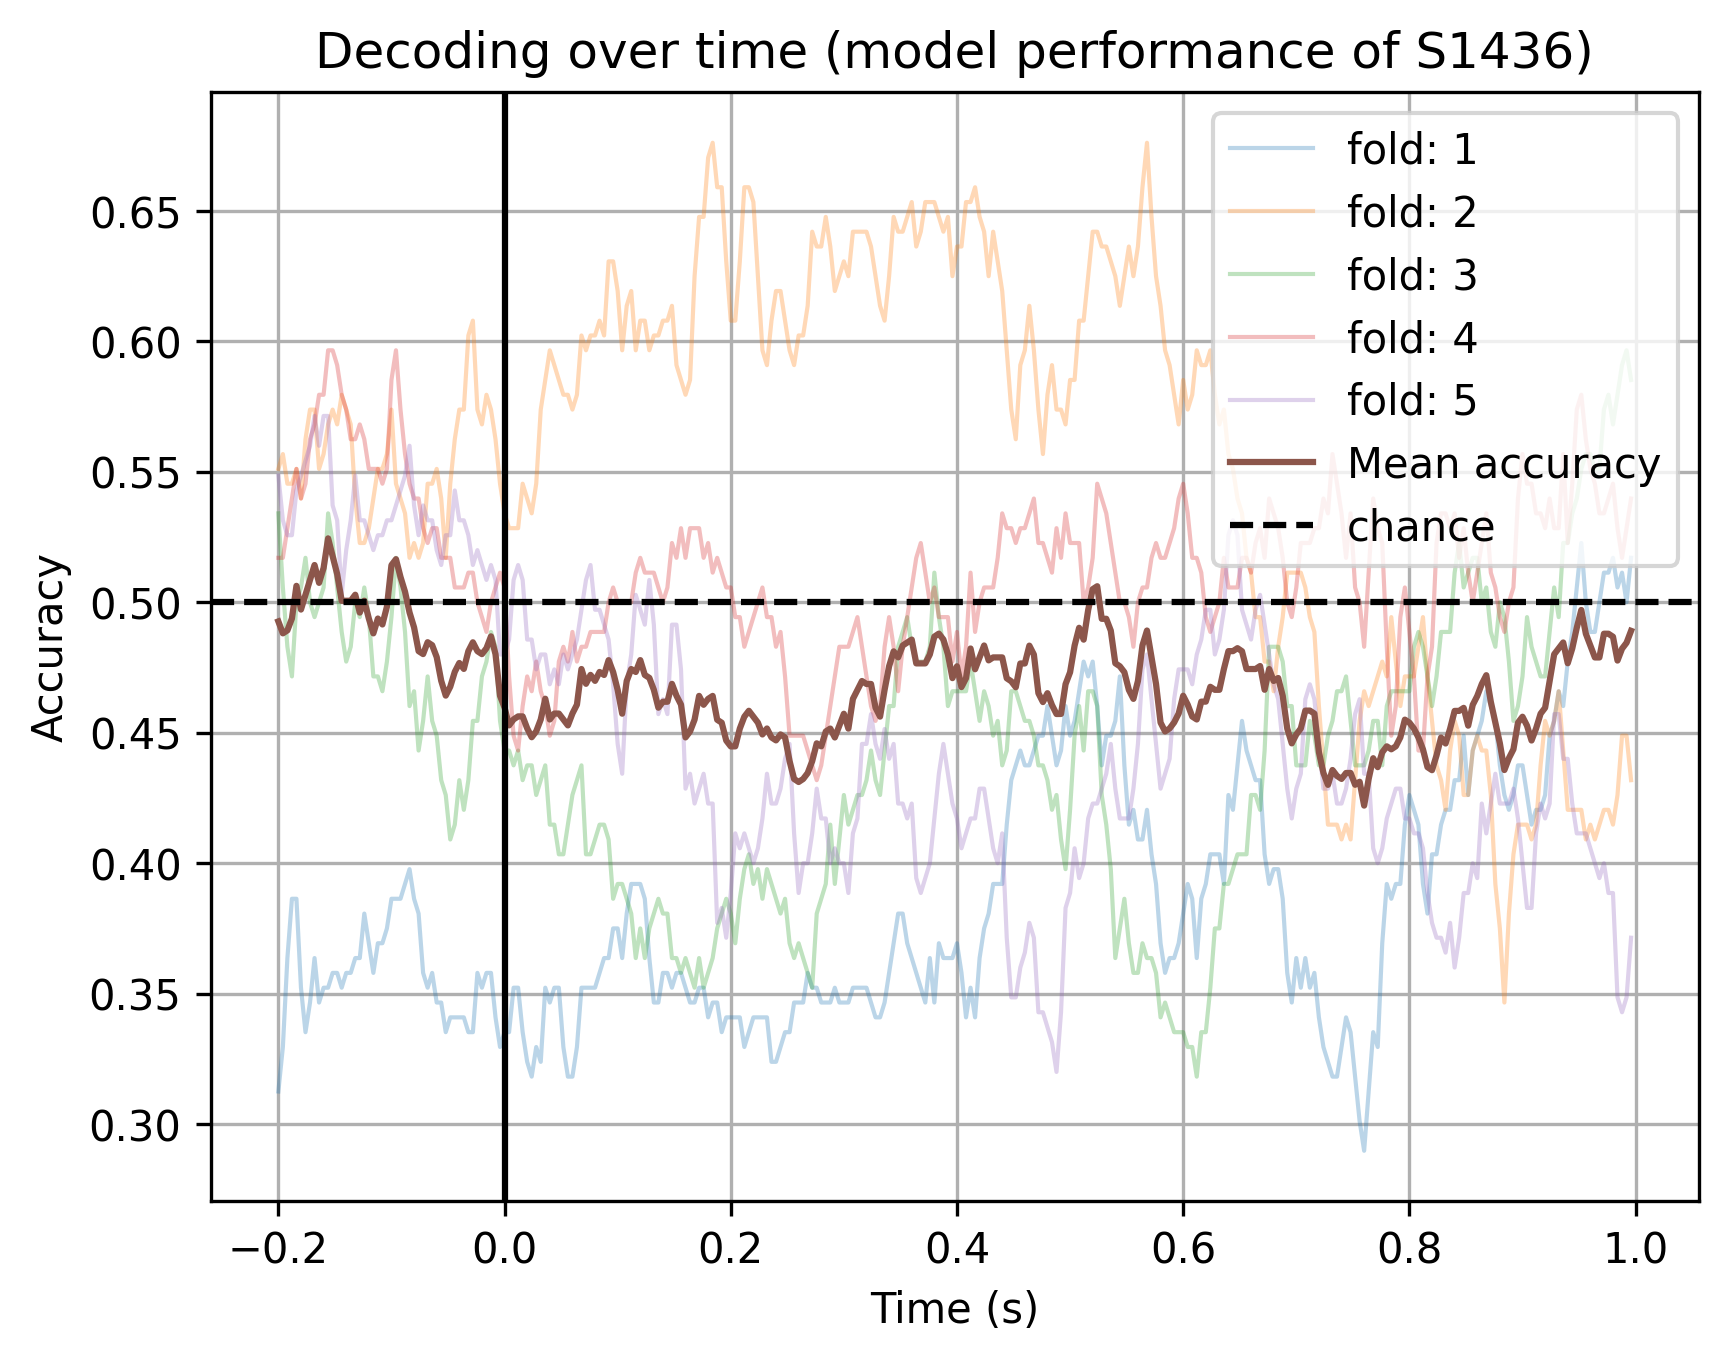 Decoding over time (model performance of S1436)
fold: 1
fold: 2
fold: 3
fold: 4
fold: 5
Mean accuracy
chance
Accuracy
0.65
0.60
0.55
0.50
0.45
0.40
0.35
0.30
−0.2 0.0 0.2 0.4 0.6 0.8 1.0
Time (s)